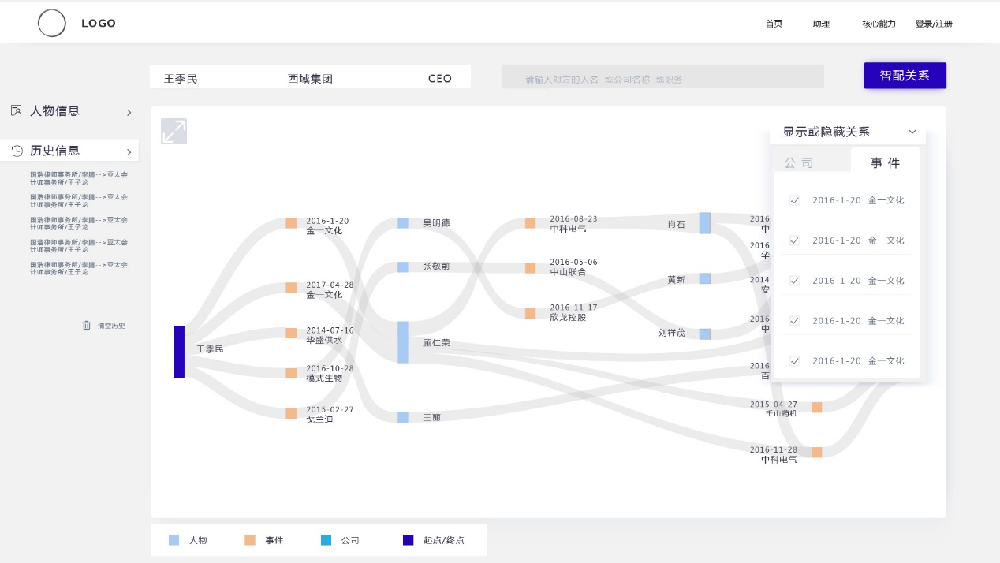 LOGO
首页 助理 核心能力 登录/注册
王季民 西域集团 CEO
请输入对方的人名 或公司名称 或职务
智配关系
人物信息
历史信息
国浩律师事务所/李鹏-->亚太会
计师事务所/王子龙
国浩律师事务所/李鹏-->亚太会
计师事务所/王子龙
国浩律师事务所/李鹏-->亚太会
计师事务所/王子龙
国浩律师事务所/李鹏-->亚太会
计师事务所/王子龙
国浩律师事务所/李鹏-->亚太会
计师事务所/王子龙
清空历史
王季民
2016-1-20
金一文化
2017-04-28
金一文化
2014-07-16
华盛供水
2016-10-28
模式生物
2015-02-27
戈兰迪
吴明德
张敬前
顾仁荣
王丽
2016-08-23
中科电气
2016-05-06
中山联合
2016-11-17
欣龙控股
肖石
黄新
刘祥茂
2016
中
2016
华
2014
安
2016
中
2016
百
2015-04-27
千山药机
2016-11-28
中科电气
显示或隐藏关系
公司 事件
2016-1-20 金一文化
2016-1-20 金一文化
2016-1-20 金一文化
2016-1-20 金一文化
2016-1-20 金一文化
人物 事件 公司 起点/终点